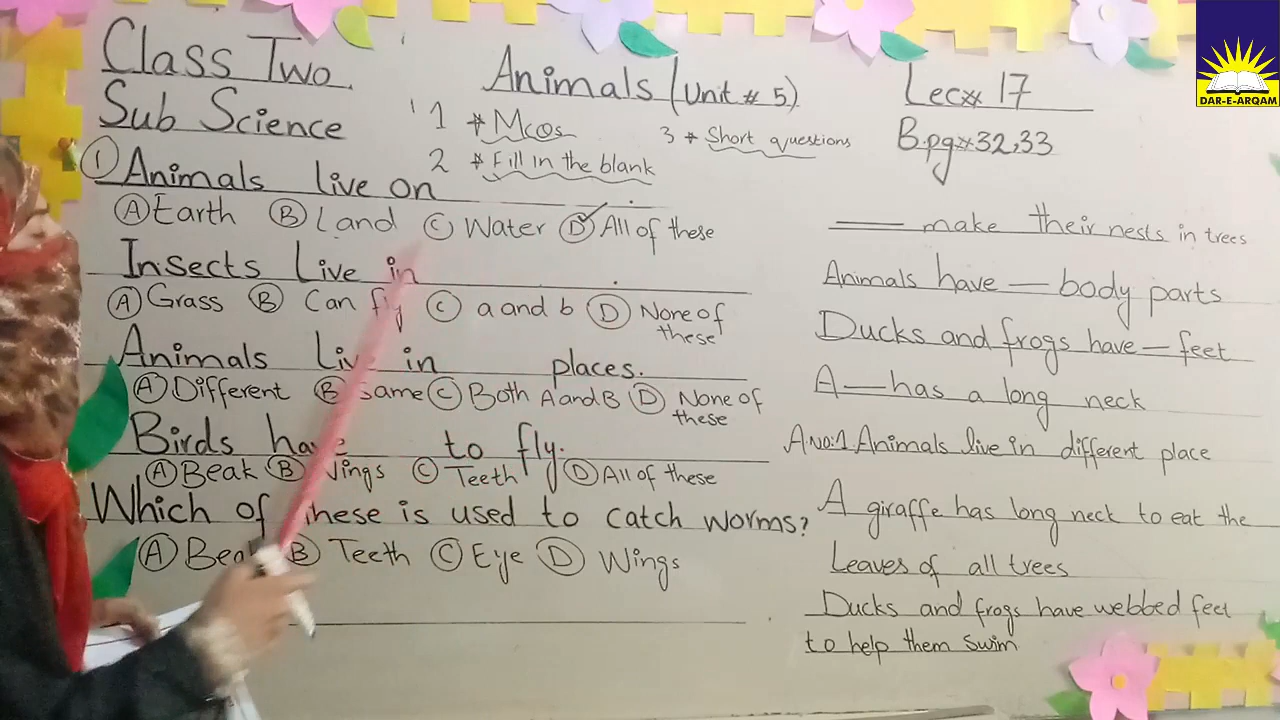 Class Two
Sub Science
Animals (Unit # 5)
1 * Mcqs
2 * Fill in the blank
3 * Short questions
Lec# 17
B.pg#32,33
DAR-E-ARQAM
① Animals live on
Ⓐ Earth Ⓑ Land Ⓒ Water Ⓓ All of these
Insects live in
Ⓐ Grass Ⓑ Can fly Ⓒ a and b Ⓓ None of
these
Animals live in places.
Ⓐ Different Ⓑ Same Ⓒ Both A and B Ⓓ None of
these
Birds have to fly.
Ⓐ Beak Ⓑ Wings Ⓒ Teeth Ⓓ All of these
Which of these is used to catch worms?
Ⓐ Beak Ⓑ Teeth Ⓒ Eye Ⓓ Wings
___ make their nests in trees
Animals have — body parts
Ducks and frogs have — feet
A — has a long neck
A.no:1 Animals live in different place
A giraffe has long neck to eat the
Leaves of all trees
Ducks and frogs have webbed feet
to help them swim